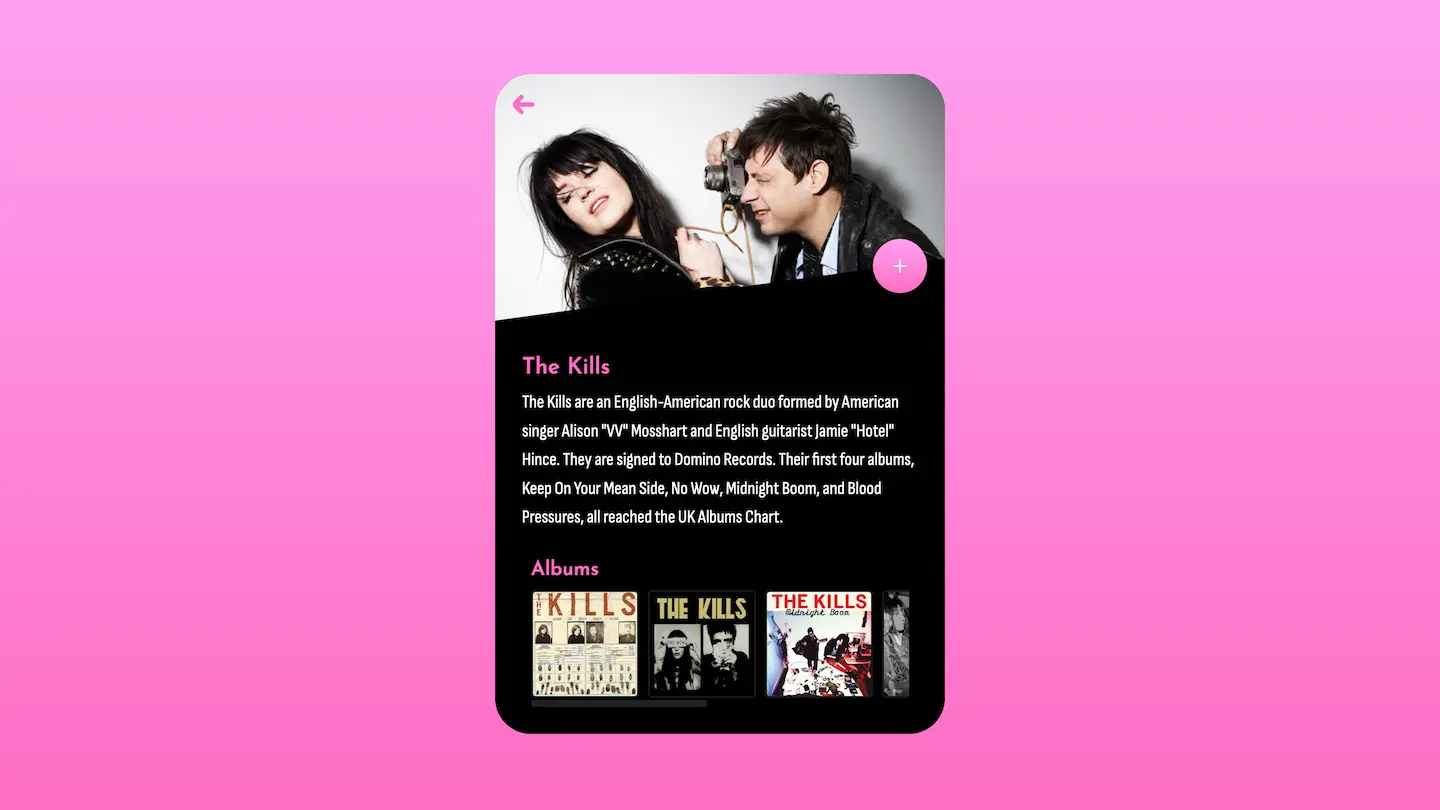 +
The Kills
The Kills are an English-American rock duo formed by American
singer Alison "VV" Mosshart and English guitarist Jamie "Hotel"
Hince. They are signed to Domino Records. Their first four albums,
Keep On Your Mean Side, No Wow, Midnight Boom, and Blood
Pressures, all reached the UK Albums Chart.
Albums
THE KILLS
THE KILLS
NO WOW
THE KILLS
Midnight Boom